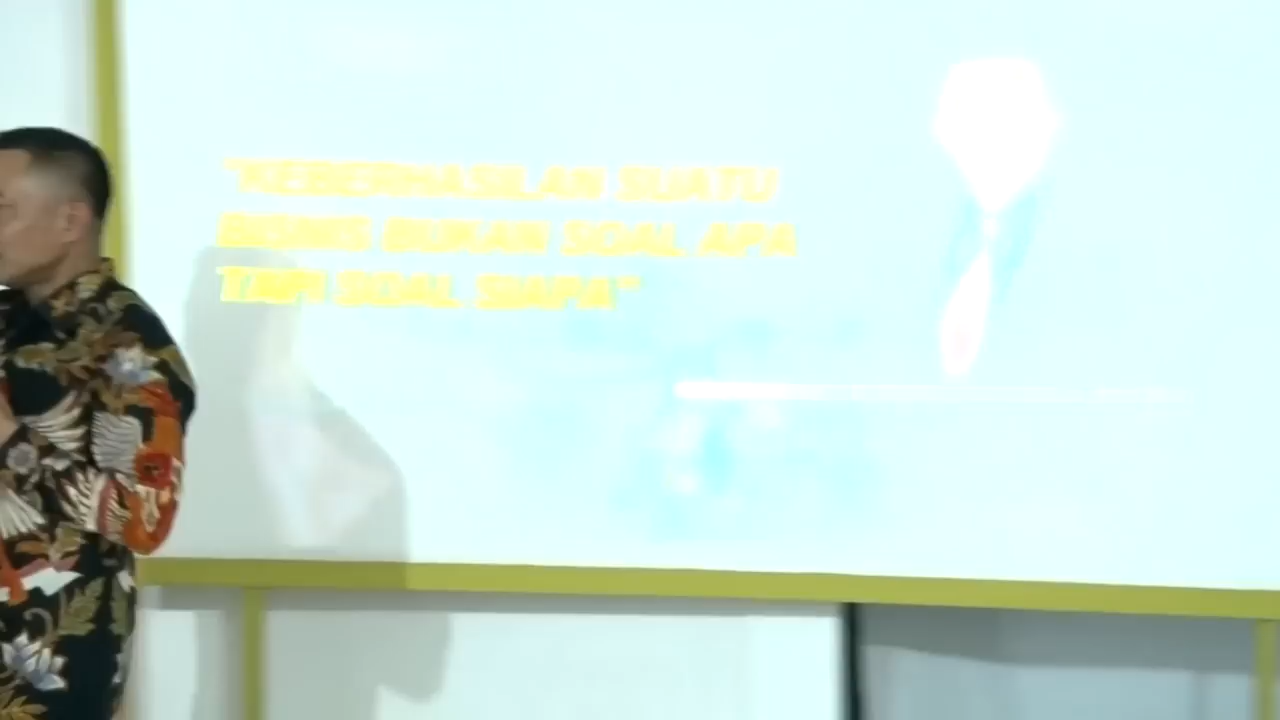 "KEBERHASILAN SUATU
BISNIS BUKAN SOAL APA
TAPI SOAL SIAPA"